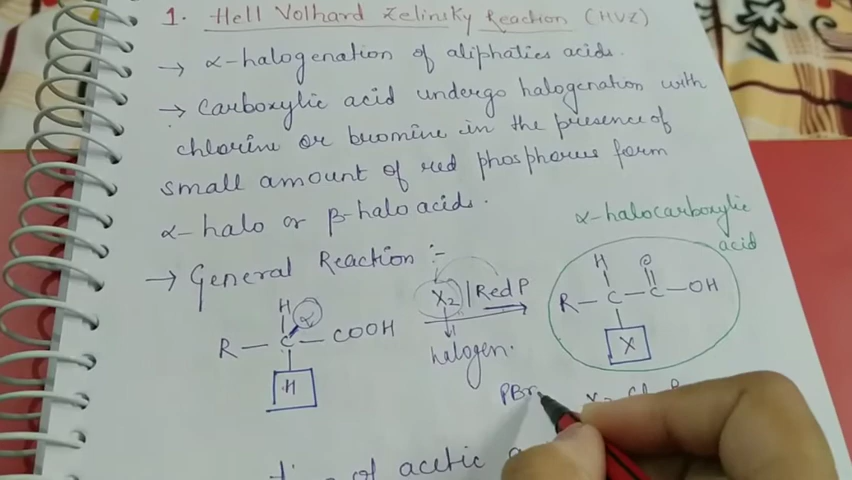 1. Hell Volhard Zelinsky Reaction (HVZ)
→ α-halogenation of aliphatics acids.
→ Carboxylic acid undergo halogenation with
chlorine or bromine in the presence of
small amount of red phosphorus form
α-halo or β-halo acids.
α-halocarboxylic
acid
→ General Reaction :-
H α
R — C — COOH
H
X2 / Red P
halogen.
H O
R — C — C — OH
X
PBr
X = Cl
of acetic